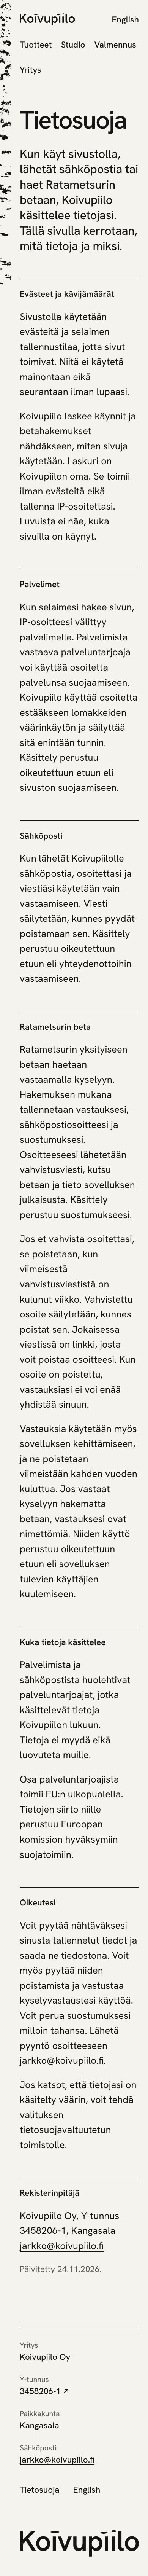 Koivupiilo
English
Tuotteet Studio Valmennus
Yritys
Tietosuoja
Kun käyt sivustolla,
lähetät sähköpostia tai
haet Ratametsurin
betaan, Koivupiilo
käsittelee tietojasi.
Tällä sivulla kerrotaan,
mitä tietoja ja miksi.
Evästeet ja kävijämäärät
Sivustolla käytetään
evästeitä ja selaimen
tallennustilaa, jotta sivut
toimivat. Niitä ei käytetä
mainontaan eikä
seurantaan ilman lupaasi.
Koivupiilo laskee käynnit ja
betahakemukset
nähdäkseen, miten sivuja
käytetään. Laskuri on
Koivupiilon oma. Se toimii
ilman evästeitä eikä
tallenna IP-osoitettasi.
Luvuista ei näe, kuka
sivuilla on käynyt.
Palvelimet
Kun selaimesi hakee sivun,
IP-osoitteesi välittyy
palvelimelle. Palvelimista
vastaava palveluntarjoaja
voi käyttää osoitetta
palvelunsa suojaamiseen.
Koivupiilo käyttää osoitetta
estääkseen lomakkeiden
väärinkäytön ja säilyttää
sitä enintään tunnin.
Käsittely perustuu
oikeutettuun etuun eli
sivuston suojaamiseen.
Sähköposti
Kun lähetät Koivupiilolle
sähköpostia, osoitettasi ja
viestiäsi käytetään vain
vastaamiseen. Viesti
säilytetään, kunnes pyydät
poistamaan sen. Käsittely
perustuu oikeutettuun
etuun eli yhteydenottoihin
vastaamiseen.
Ratametsurin beta
Ratametsurin yksityiseen
betaan haetaan
vastaamalla kyselyyn.
Hakemuksen mukana
tallennetaan vastauksesi,
sähköpostiosoitteesi ja
suostumuksesi.
Osoitteeseesi lähetetään
vahvistusviesti, kutsu
betaan ja tieto sovelluksen
julkaisusta. Käsittely
perustuu suostumukseesi.
Jos et vahvista osoitettasi,
se poistetaan, kun
viimeisestä
vahvistusviestistä on
kulunut viikko. Vahvistettu
osoite säilytetään, kunnes
poistat sen. Jokaisessa
viestissä on linkki, josta
voit poistaa osoitteesi. Kun
osoite on poistettu,
vastauksiasi ei voi enää
yhdistää sinuun.
Vastauksia käytetään myös
sovelluksen kehittämiseen,
ja ne poistetaan
viimeistään kahden vuoden
kuluttua. Jos vastaat
kyselyyn hakematta
betaan, vastauksesi ovat
nimettömiä. Niiden käyttö
perustuu oikeutettuun
etuun eli sovelluksen
tulevien käyttäjien
kuulemiseen.
Kuka tietoja käsittelee
Palvelimista ja
sähköpostista huolehtivat
palveluntarjoajat, jotka
käsittelevät tietoja
Koivupiilon lukuun.
Tietoja ei myydä eikä
luovuteta muille.
Osa palveluntarjoajista
toimii EU:n ulkopuolella.
Tietojen siirto niille
perustuu Euroopan
komission hyväksymiin
suojatoimiin.
Oikeutesi
Voit pyytää nähtäväksesi
sinusta tallennetut tiedot ja
saada ne tiedostona. Voit
myös pyytää niiden
poistamista ja vastustaa
kyselyvastaustesi käyttöä.
Voit perua suostumuksesi
milloin tahansa. Lähetä
pyyntö osoitteeseen
jarkko@koivupiilo.fi.
Jos katsot, että tietojasi on
käsitelty väärin, voit tehdä
valituksen
tietosuojavaltuutetun
toimistolle.
Rekisterinpitäjä
Koivupiilo Oy, Y-tunnus
3458206-1, Kangasala
jarkko@koivupiilo.fi
Päivitetty 24.11.2026.
Yritys
Koivupiilo Oy
Y-tunnus
3458206-1 ↗
Paikkakunta
Kangasala
Sähköposti
jarkko@koivupiilo.fi
Tietosuoja English
Koivupiilo